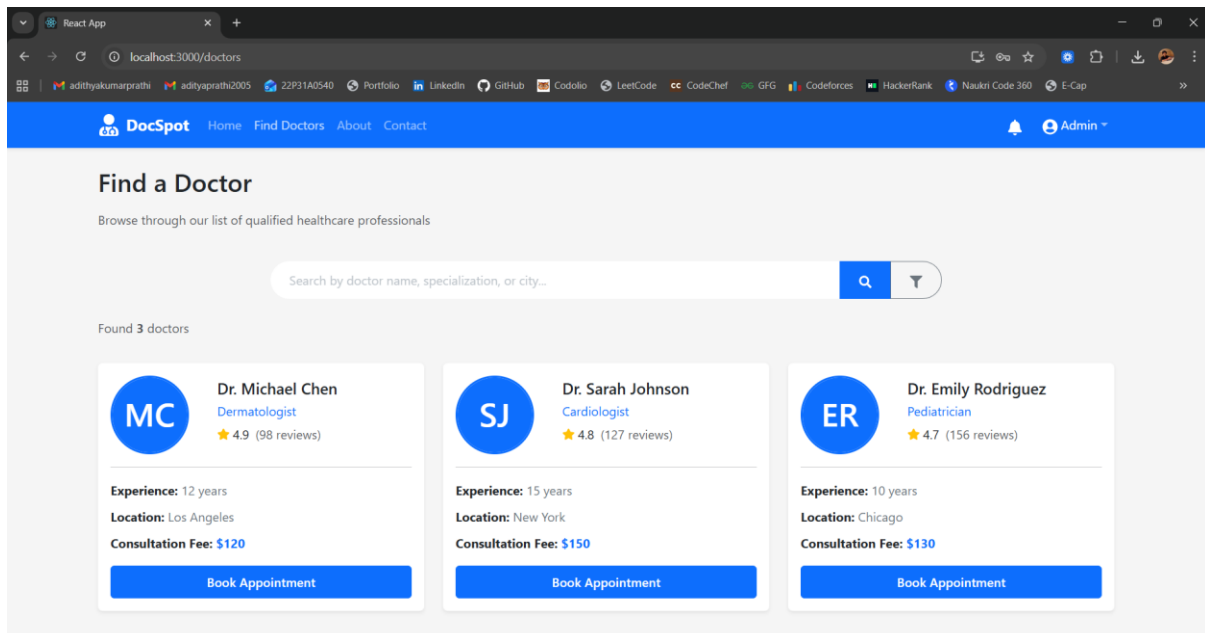 React App
localhost:3000/doctors
adithyakumarprathi adityaprathi2005 22P31A0540 Portfolio LinkedIn GitHub Codolio LeetCode CodeChef GFG Codeforces HackerRank Naukri Code 360 E-Cap
DocSpot Home Find Doctors About Contact Admin
Find a Doctor
Browse through our list of qualified healthcare professionals
Search by doctor name, specialization, or city...
Found 3 doctors
MC
Dr. Michael Chen
Dermatologist
4.9 (98 reviews)
Experience: 12 years
Location: Los Angeles
Consultation Fee: $120
Book Appointment
SJ
Dr. Sarah Johnson
Cardiologist
4.8 (127 reviews)
Experience: 15 years
Location: New York
Consultation Fee: $150
Book Appointment
ER
Dr. Emily Rodriguez
Pediatrician
4.7 (156 reviews)
Experience: 10 years
Location: Chicago
Consultation Fee: $130
Book Appointment